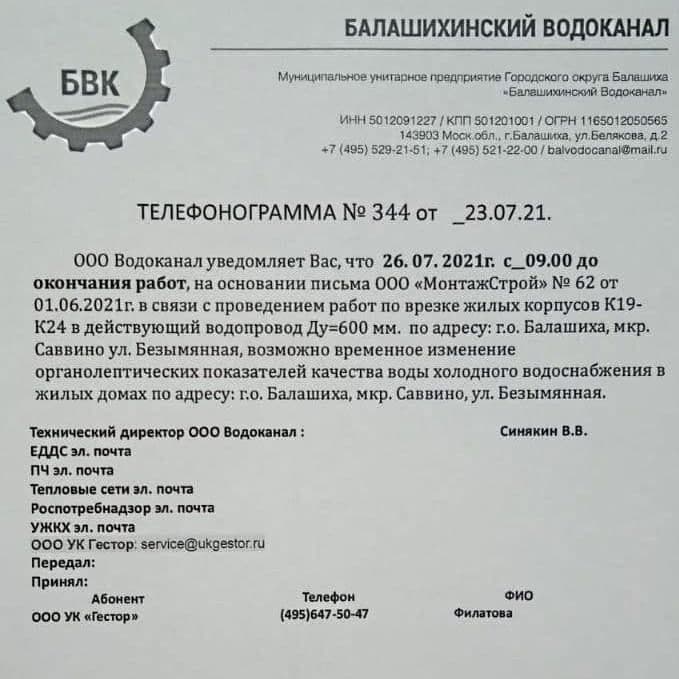 БВК
БАЛАШИХИНСКИЙ ВОДОКАНАЛ
Муниципальное унитарное предприятие Городского округа Балашиха
«Балашихинский Водоканал»
ИНН 5012091227 / КПП 501201001 / ОГРН 1165012050565
143903 Моск.обл., г.Балашиха, ул.Белякова, д.2
+7 (495) 529-21-51; +7 (495) 521-22-00 / balvodocanal@mail.ru
ТЕЛЕФОНОГРАММА № 344 от _23.07.21.
ООО Водоканал уведомляет Вас, что 26. 07. 2021г. с_09.00 до
окончания работ, на основании письма ООО «МонтажСтрой» № 62 от
01.06.2021г. в связи с проведением работ по врезке жилых корпусов К19-
К24 в действующий водопровод Ду=600 мм. по адресу: г.о. Балашиха, мкр.
Саввино ул. Безымянная, возможно временное изменение
органолептических показателей качества воды холодного водоснабжения в
жилых домах по адресу: г.о. Балашиха, мкр. Саввино, ул. Безымянная.
Технический директор ООО Водоканал : Синякин В.В.
ЕДДС эл. почта
ПЧ эл. почта
Тепловые сети эл. почта
Роспотребнадзор эл. почта
УЖКХ эл. почта
ООО УК Гестор: service@ukgestor.ru
Передал:
Принял:
Абонент Телефон ФИО
ООО УК «Гестор» (495)647-50-47 Филатова